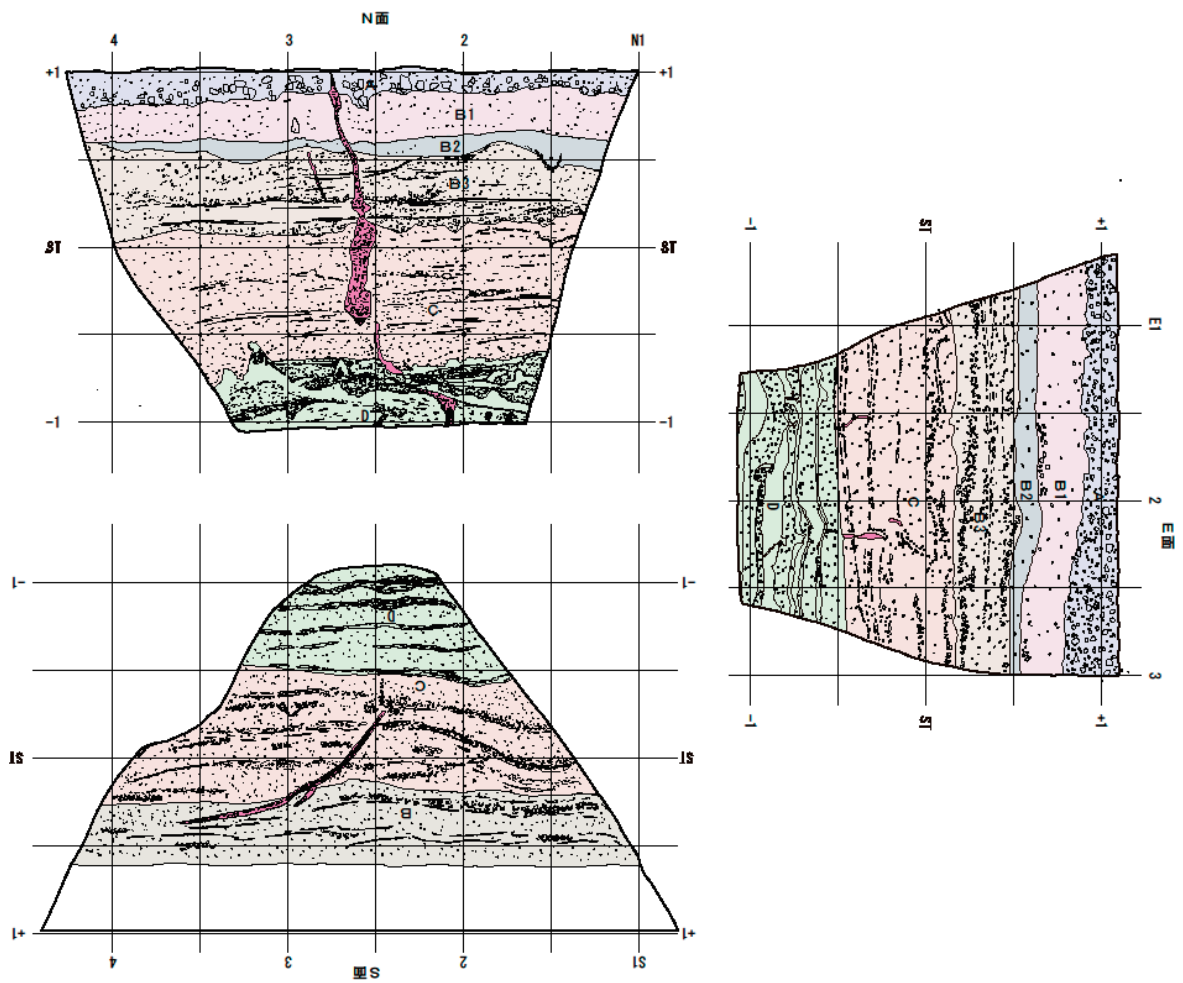 N面
4 3 2 N1
+1 A +1
B1
B2
B3
ST ST
C
-1 D -1
-1 ST +1
E1
D C B3 B2 B1 A 2
E面
3
-1 ST +1
-1 -1
D
C
ST ST
B
+1 +1
4 3 2 S1
S面